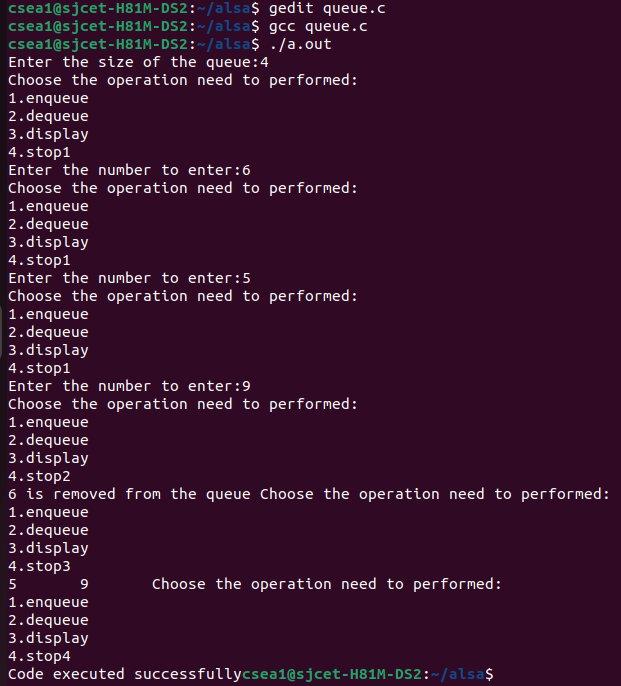 csea1@sjcet-H81M-DS2:~/alsa$ gedit queue.c
csea1@sjcet-H81M-DS2:~/alsa$ gcc queue.c
csea1@sjcet-H81M-DS2:~/alsa$ ./a.out
Enter the size of the queue:4
Choose the operation need to performed:
1.enqueue
2.dequeue
3.display
4.stop1
Enter the number to enter:6
Choose the operation need to performed:
1.enqueue
2.dequeue
3.display
4.stop1
Enter the number to enter:5
Choose the operation need to performed:
1.enqueue
2.dequeue
3.display
4.stop1
Enter the number to enter:9
Choose the operation need to performed:
1.enqueue
2.dequeue
3.display
4.stop2
6 is removed from the queue Choose the operation need to performed:
1.enqueue
2.dequeue
3.display
4.stop3
5       9       Choose the operation need to performed:
1.enqueue
2.dequeue
3.display
4.stop4
Code executed successfullycsea1@sjcet-H81M-DS2:~/alsa$